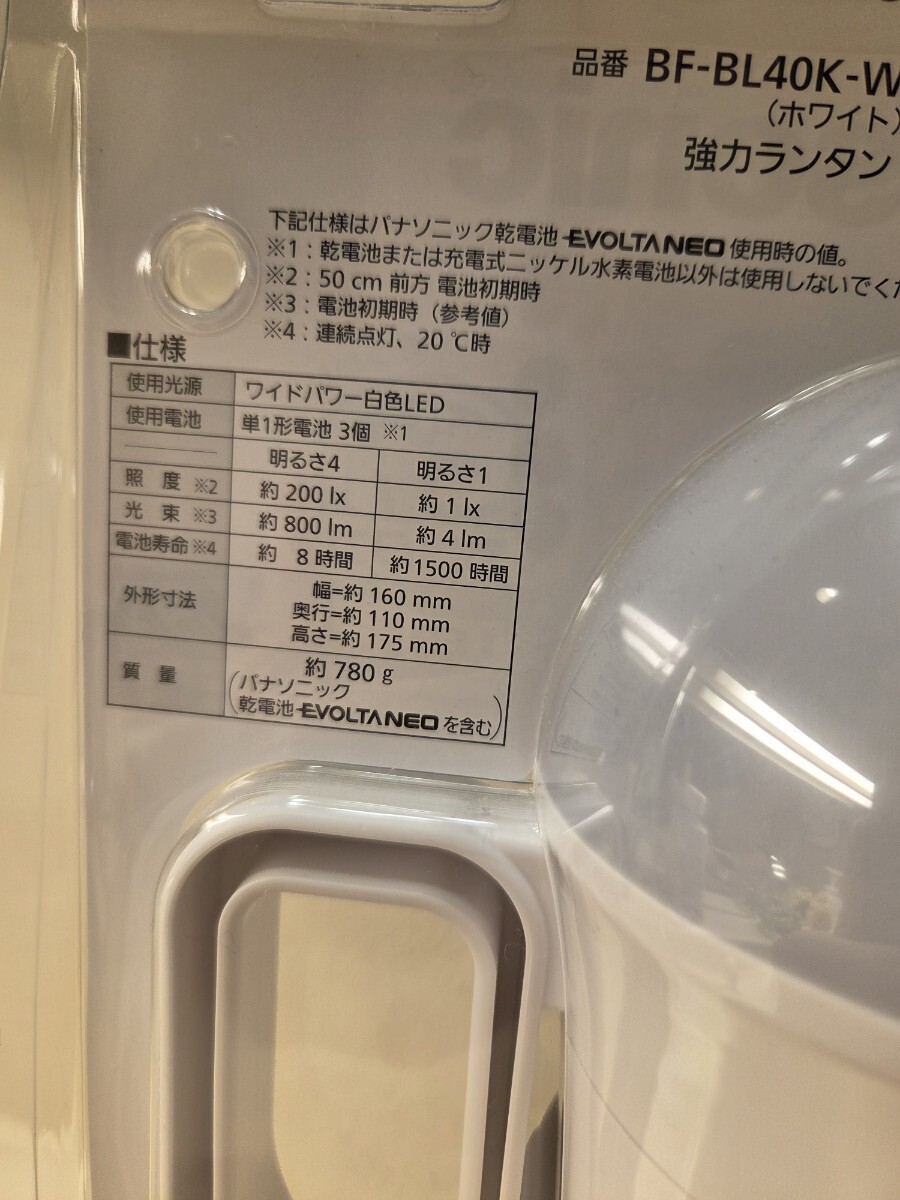 品番 BF-BL40K-W
(ホワイト)
強力ランタン
下記仕様はパナソニック乾電池 EVOLTA NEO 使用時の値。
※1：乾電池または充電式ニッケル水素電池以外は使用しないでくだ
※2：50 cm 前方 電池初期時
※3：電池初期時（参考値）
※4：連続点灯、20 ℃時
■仕様
使用光源 ワイドパワー白色LED
使用電池 単1形電池 3個 ※1
明るさ4 明るさ1
照 度 ※2 約 200 lx 約 1 lx
光 束 ※3 約 800 lm 約 4 lm
電池寿命 ※4 約 8 時間 約1500 時間
外形寸法 幅=約 160 mm
奥行=約 110 mm
高さ=約 175 mm
質 量 約 780 g
(パナソニック
乾電池 EVOLTA NEO を含む)